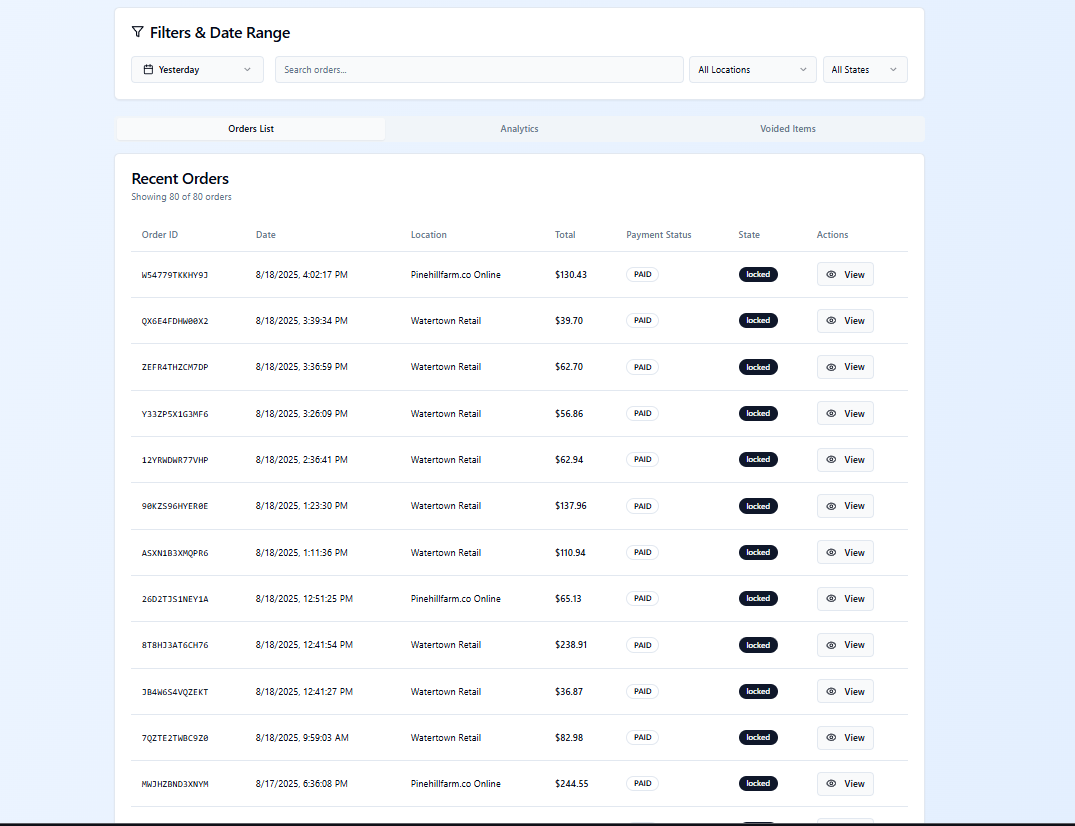 Filters & Date Range
Yesterday Search orders... All Locations All States
Orders List Analytics Voided Items
Recent Orders
Showing 80 of 80 orders
Order ID Date Location Total Payment Status State Actions
W54779TKKHY9J 8/18/2025, 4:02:17 PM Pinehillfarm.co Online $130.43 PAID locked View
QX6E4FDHW00X2 8/18/2025, 3:39:34 PM Watertown Retail $39.70 PAID locked View
ZEFR4THZCM7DP 8/18/2025, 3:36:59 PM Watertown Retail $62.70 PAID locked View
Y33ZP5X1G3MF6 8/18/2025, 3:26:09 PM Watertown Retail $56.86 PAID locked View
12YRWDWR77VHP 8/18/2025, 2:36:41 PM Watertown Retail $62.94 PAID locked View
90KZS96HYER0E 8/18/2025, 1:23:30 PM Watertown Retail $137.96 PAID locked View
ASXN1B3XMQPR6 8/18/2025, 1:11:36 PM Watertown Retail $110.94 PAID locked View
26D2TJS1NEY1A 8/18/2025, 12:51:25 PM Pinehillfarm.co Online $65.13 PAID locked View
8T8HJ3AT6CH76 8/18/2025, 12:41:54 PM Watertown Retail $238.91 PAID locked View
JB4W6S4VQZEKT 8/18/2025, 12:41:27 PM Watertown Retail $36.87 PAID locked View
7QZTE2TWBC9Z0 8/18/2025, 9:59:03 AM Watertown Retail $82.98 PAID locked View
MWJHZBND3XNYM 8/17/2025, 6:36:08 PM Pinehillfarm.co Online $244.55 PAID locked View